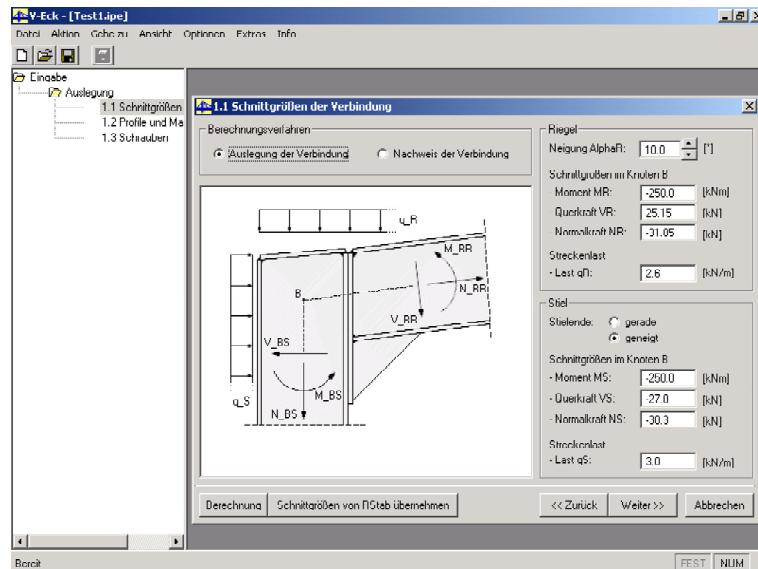 V-Eck - [Test1.ipe]
Datei Aktion Gehe zu Ansicht Optionen Extras Info
Eingabe
Auslegung
1.1 Schnittgrößen
1.2 Profile und Ma
1.3 Schrauben
1.1 Schnittgrößen der Verbindung
Berechnungsverfahren
Auslegung der Verbindung
Nachweis der Verbindung
q_R
M_RR
N_RR
V_RR
B
V_BS
M_BS
N_BS
q_S
Riegel
Neigung AlphaR: 10.0 [°]
Schnittgrößen im Knoten B
- Moment MR: -250.0 [kNm]
- Querkraft VR: 25.15 [kN]
- Normalkraft NR: -31.05 [kN]
Streckenlast
- Last qR: 2.6 [kN/m]
Stiel
Stielende: gerade
geneigt
Schnittgrößen im Knoten B
- Moment MS: -250.0 [kNm]
- Querkraft VS: -27.0 [kN]
- Normalkraft NS: -30.3 [kN]
Streckenlast
- Last qS: 3.0 [kN/m]
Berechnung
Schnittgrößen von RStab übernehmen
<< Zurück
Weiter >>
Abbrechen
Bereit
FEST NUM